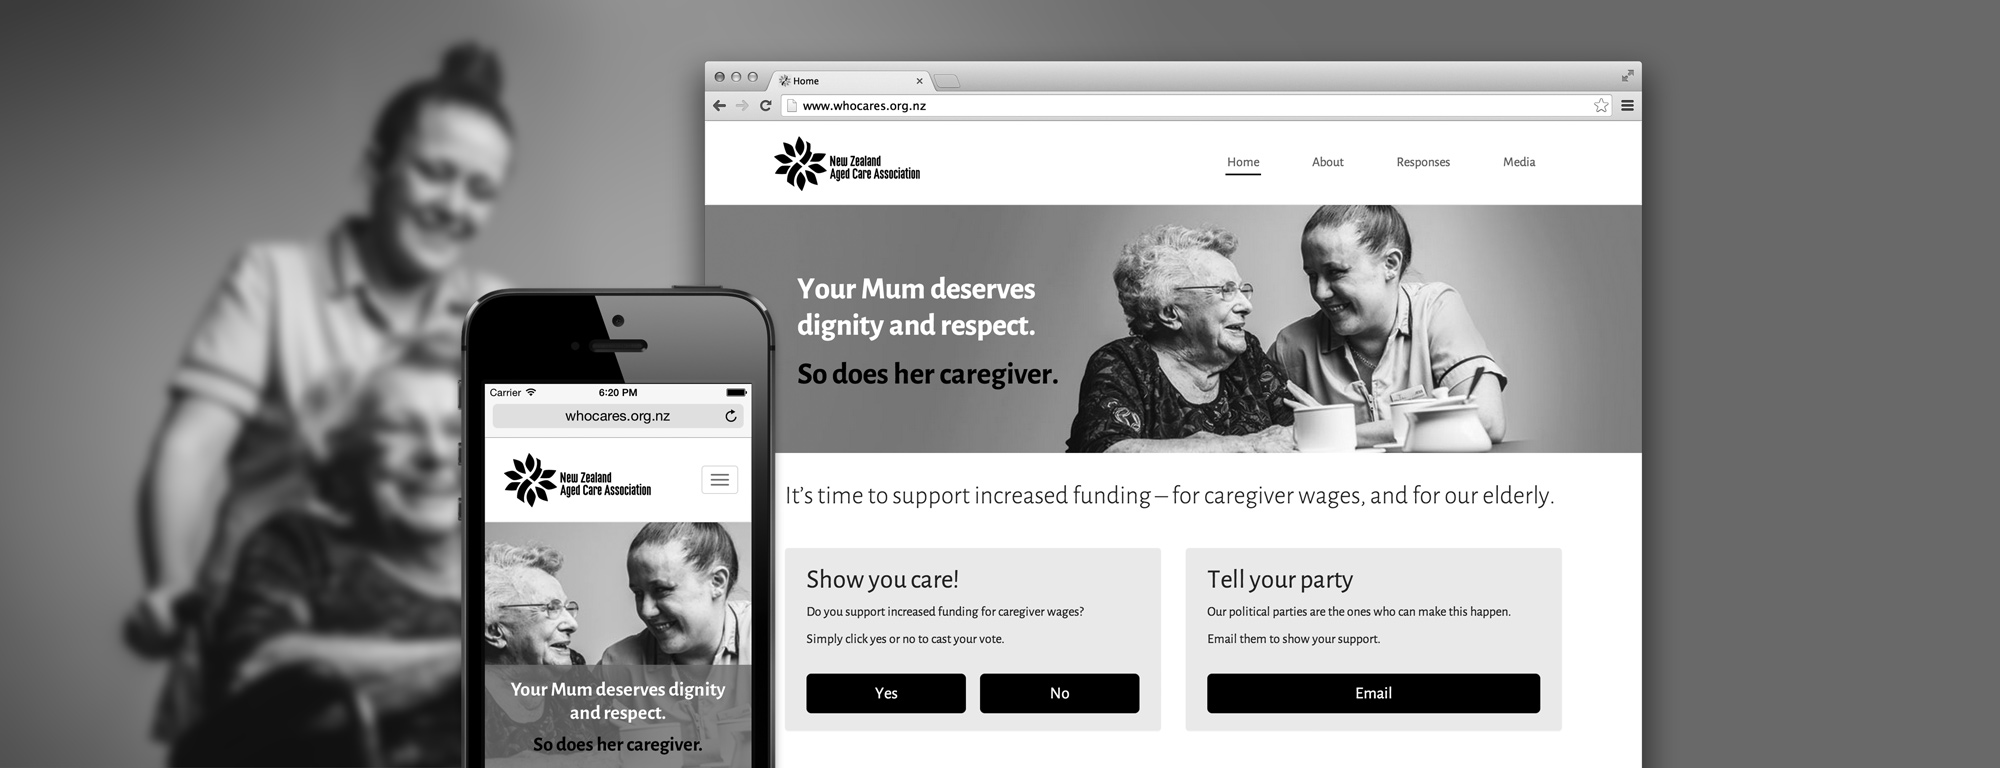 Home
www.whocares.org.nz
New Zealand
Aged Care Association
Home About Responses Media
Your Mum deserves
dignity and respect.
So does her caregiver.
It's time to support increased funding – for caregiver wages, and for our elderly.
Show you care!
Do you support increased funding for caregiver wages?
Simply click yes or no to cast your vote.
Yes No
Tell your party
Our political parties are the ones who can make this happen.
Email them to show your support.
Email
Carrier 6:20 PM
whocares.org.nz
New Zealand
Aged Care Association
Your Mum deserves dignity
and respect.
So does her caregiver.